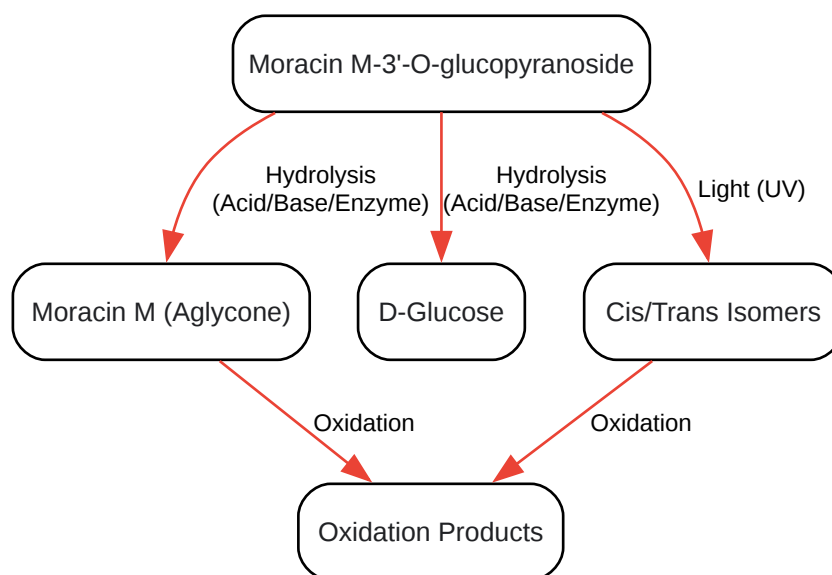 Moracin M-3'-O-glucopyranoside
Hydrolysis
(Acid/Base/Enzyme)
Hydrolysis
(Acid/Base/Enzyme)
Light (UV)
Moracin M (Aglycone)
D-Glucose
Cis/Trans Isomers
Oxidation
Oxidation
Oxidation Products